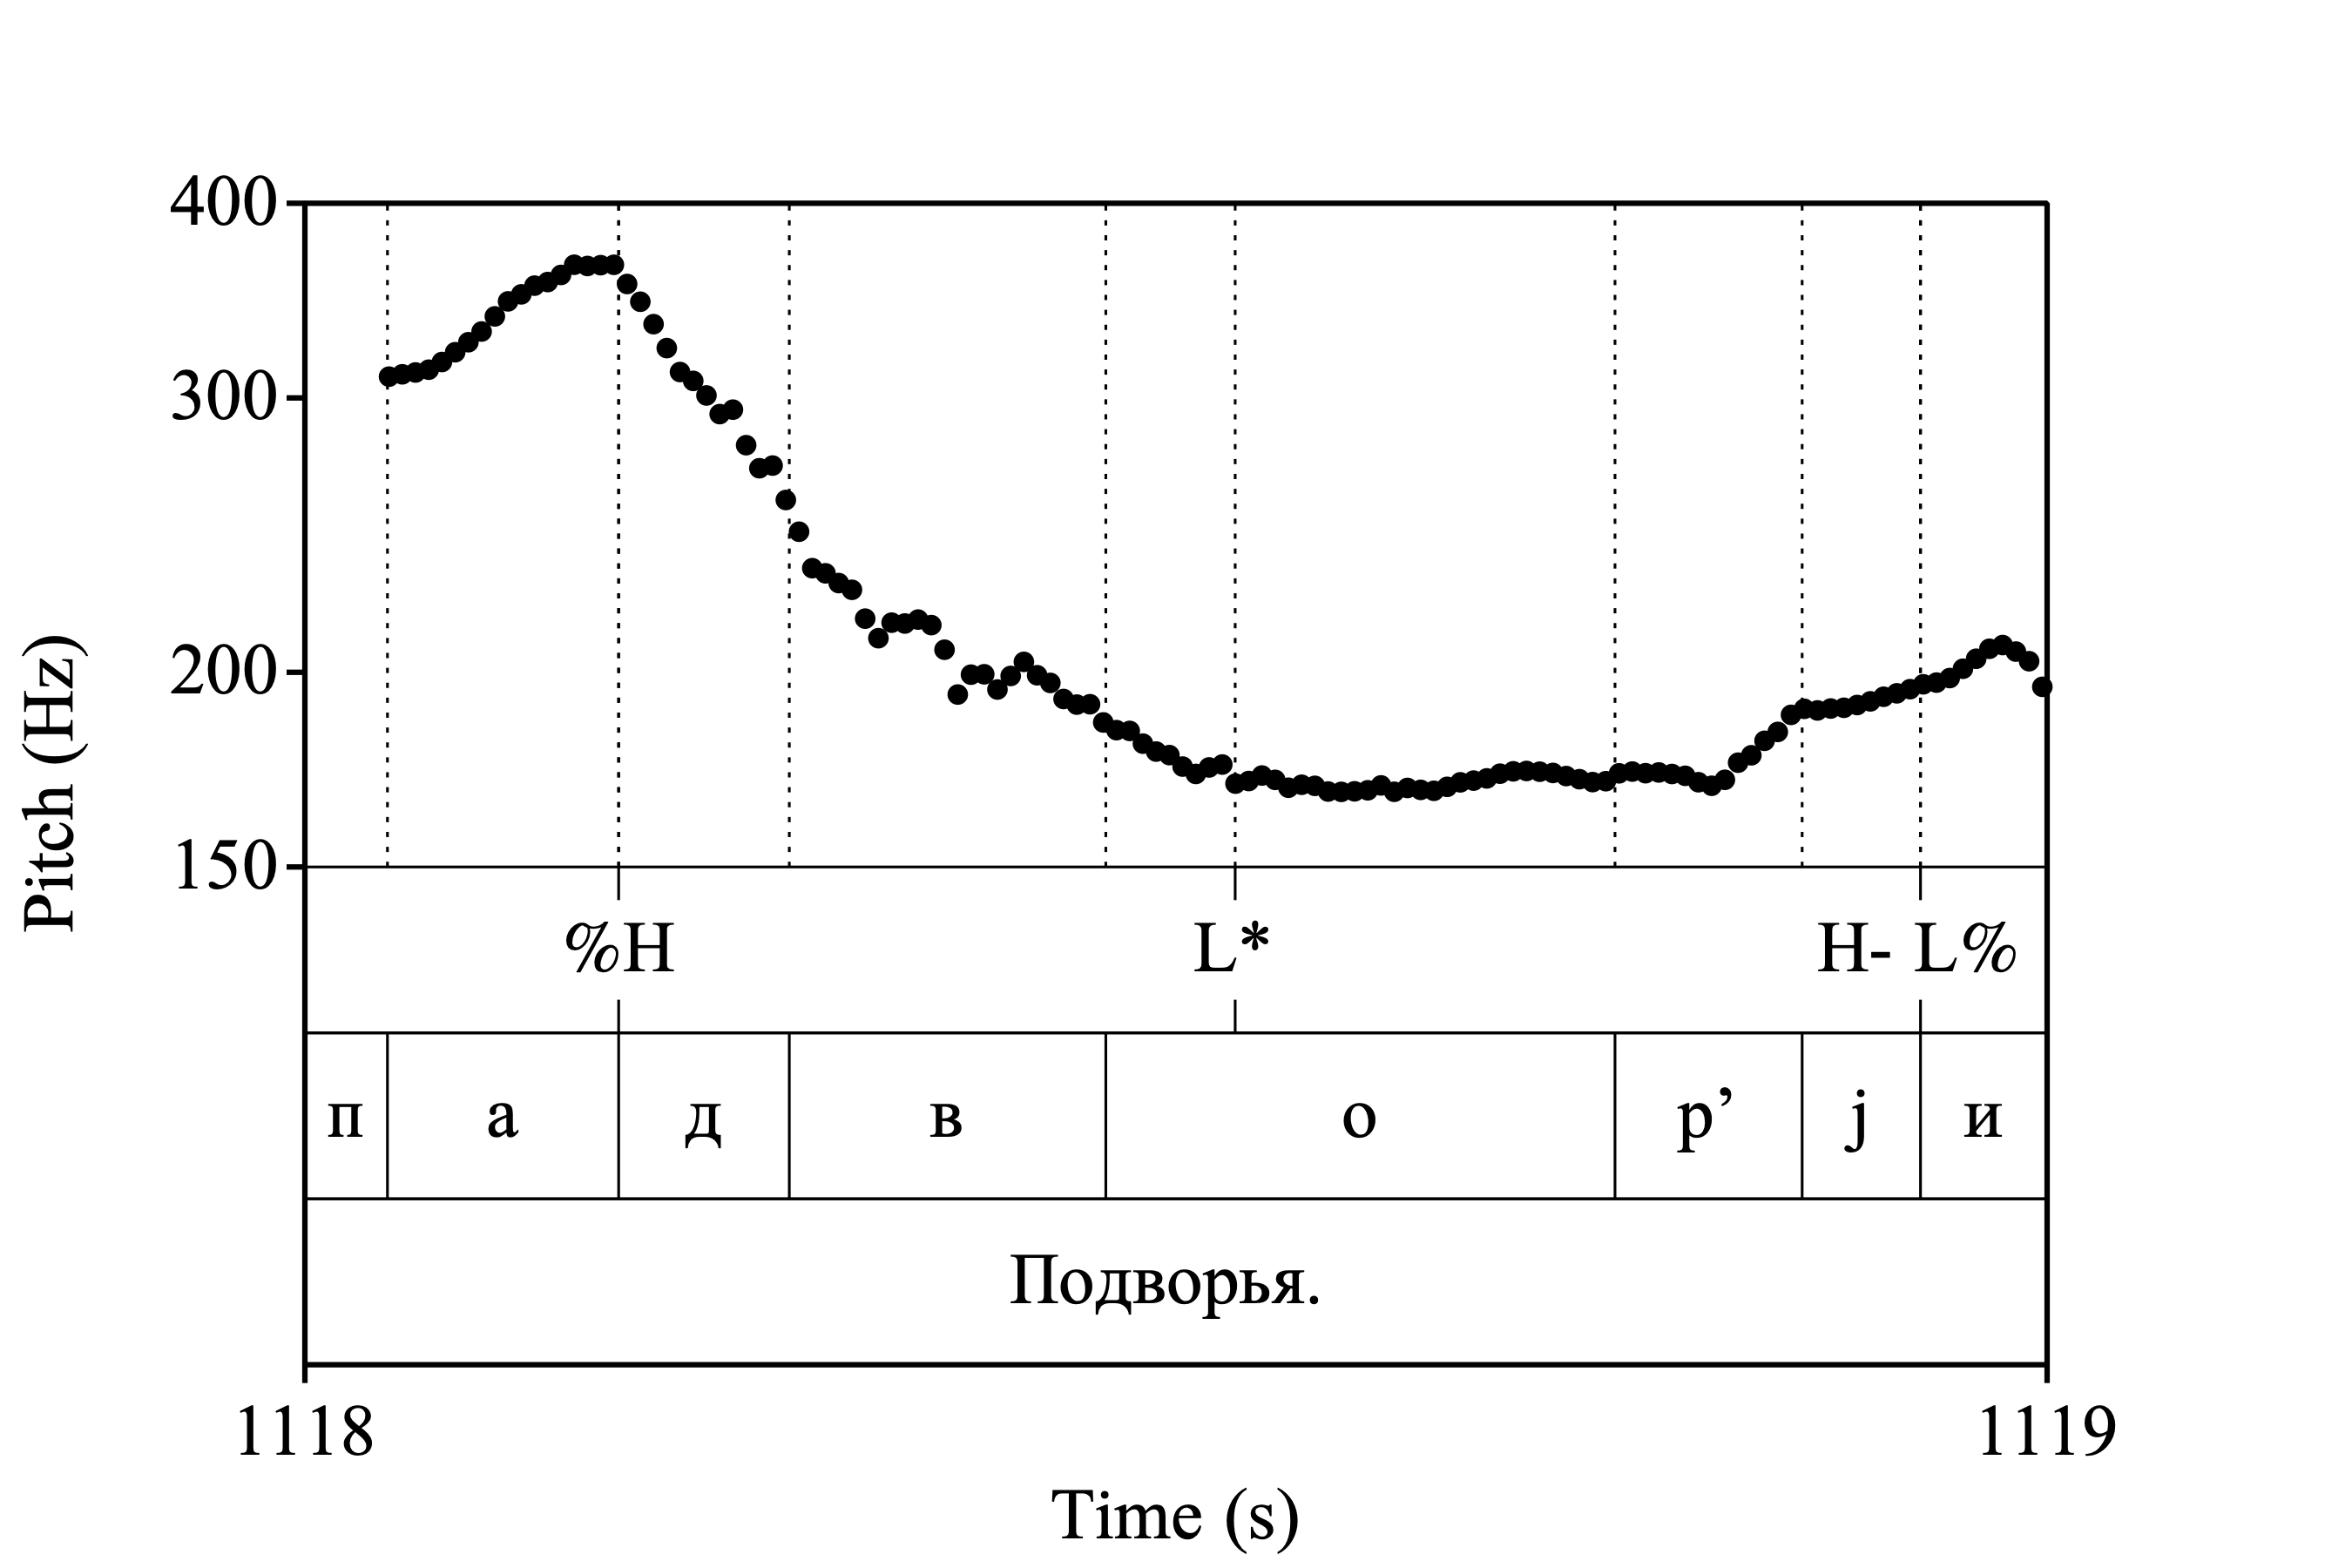 400
300
200
150
Pitch (Hz)
%H L* H- L%
п а д в о р’ j и
Подворья.
1118 1119
Time (s)